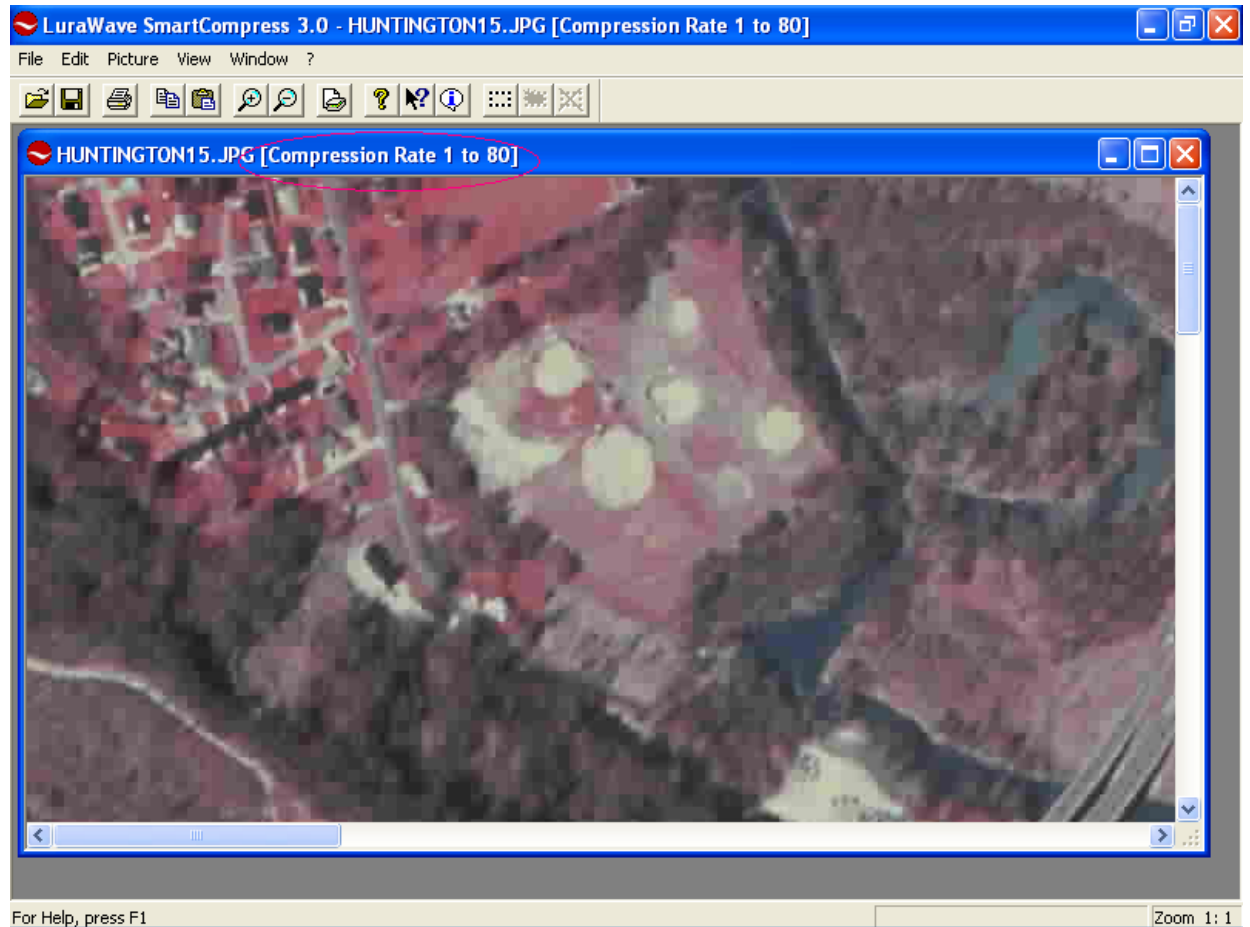 LuraWave SmartCompress 3.0 - HUNTINGTON15.JPG [Compression Rate 1 to 80]
File Edit Picture View Window ?
HUNTINGTON15.JPG [Compression Rate 1 to 80]
For Help, press F1
Zoom 1: 1